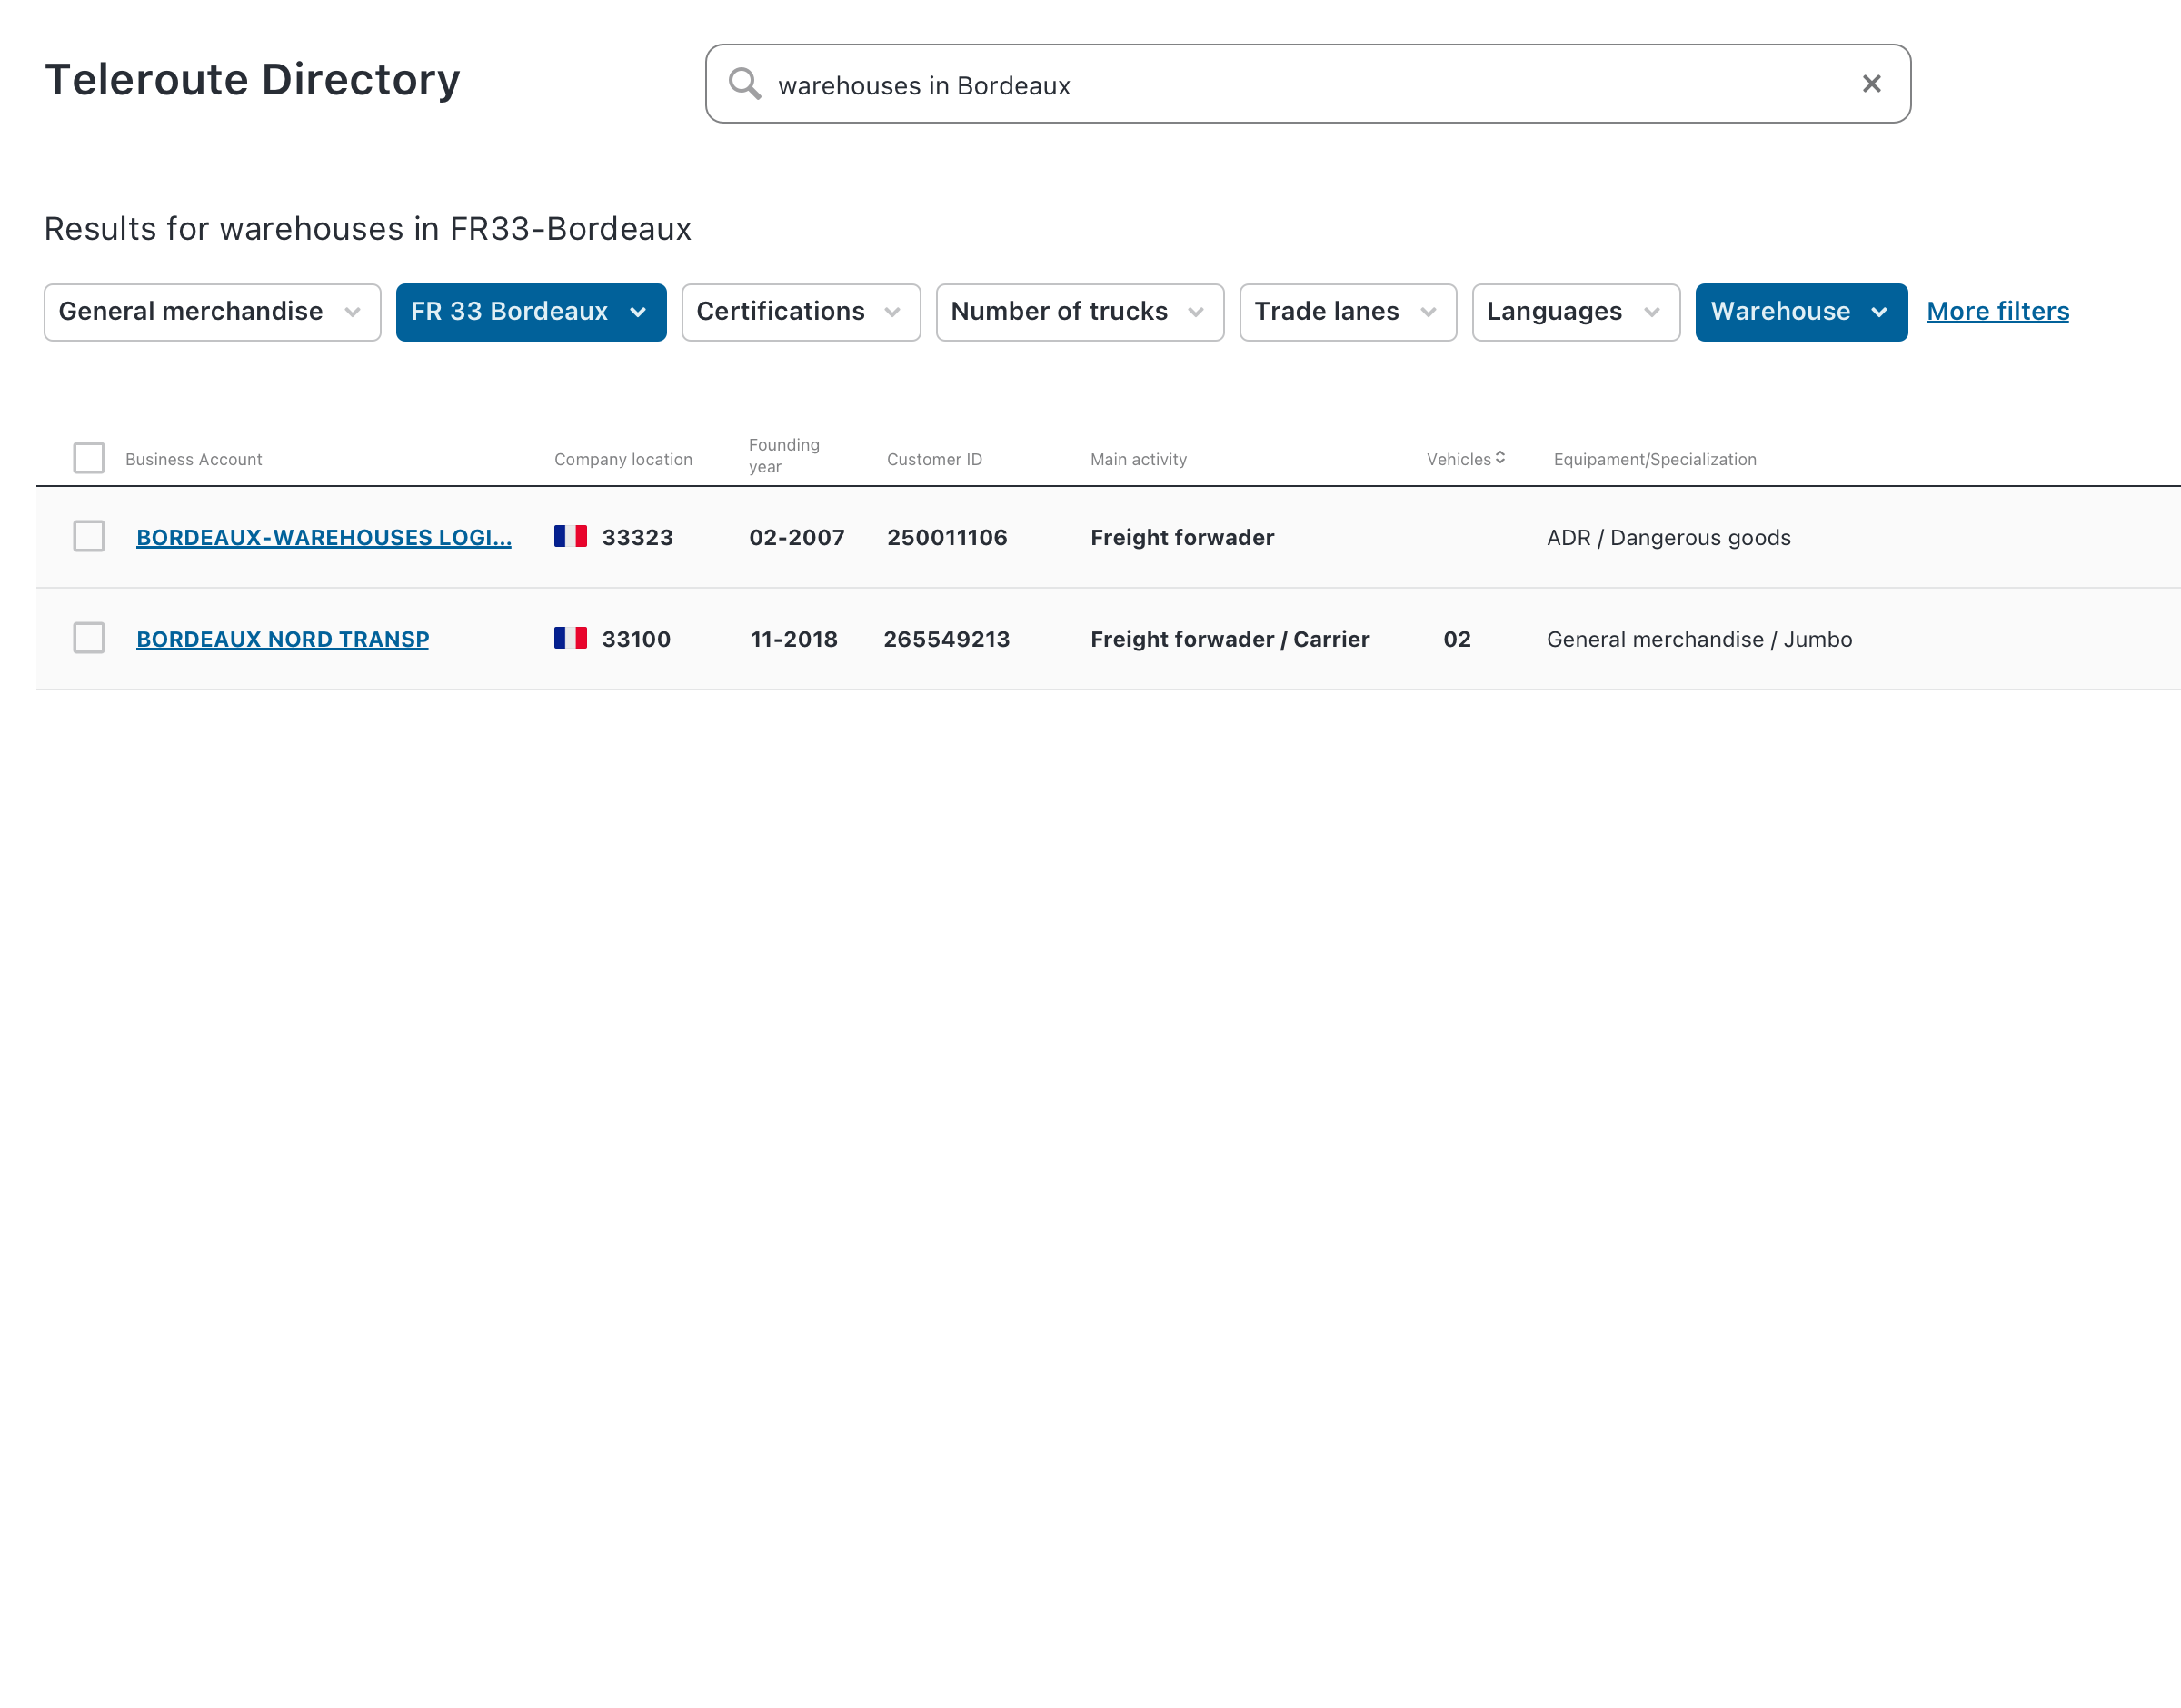 Teleroute Directory
warehouses in Bordeaux
Results for warehouses in FR33-Bordeaux
General merchandise FR 33 Bordeaux Certifications Number of trucks Trade lanes Languages Warehouse More filters
Business Account Company location Founding year Customer ID Main activity Vehicles Equipament/Specialization
BORDEAUX-WAREHOUSES LOGI... 33323 02-2007 250011106 Freight forwader ADR / Dangerous goods
BORDEAUX NORD TRANSP 33100 11-2018 265549213 Freight forwader / Carrier 02 General merchandise / Jumbo